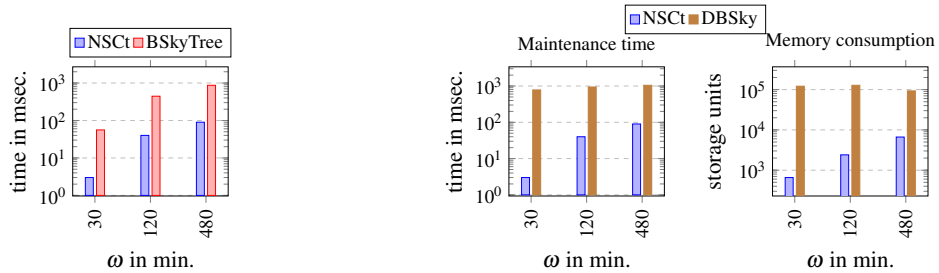 NSCt BSkyTree
time in msec.
10^3
10^2
10^1
10^0
30 120 480
ω in min.
NSCt DBSky
Maintenance time
time in msec.
10^3
10^2
10^1
10^0
30 120 480
ω in min.
Memory consumption
storage units
10^5
10^4
10^3
30 120 480
ω in min.